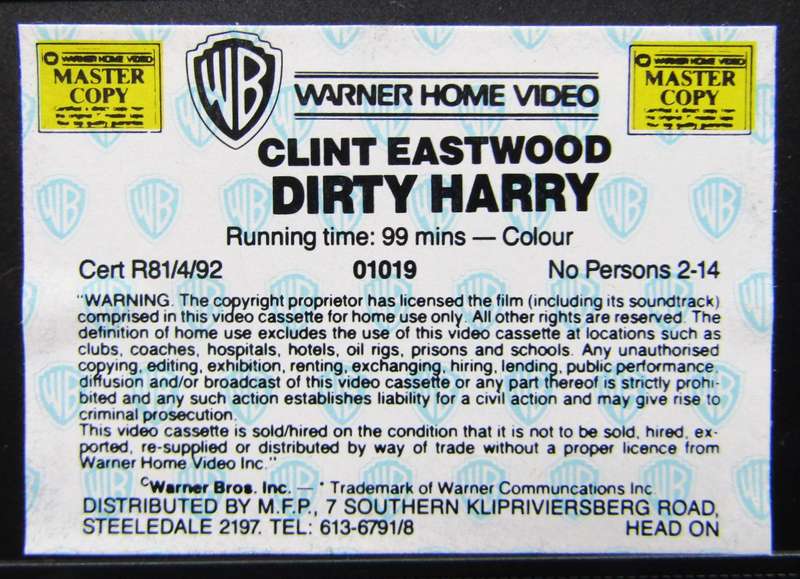 WARNER HOME VIDEO
MASTER
COPY
WB
WARNER HOME VIDEO
WARNER HOME VIDEO
MASTER
COPY
CLINT EASTWOOD
DIRTY HARRY
Running time: 99 mins — Colour
Cert R81/4/92 01019 No Persons 2-14
"WARNING. The copyright proprietor has licensed the film (including its soundtrack)
comprised in this video cassette for home use only. All other rights are reserved. The
definition of home use excludes the use of this video cassette at locations such as
clubs, coaches, hospitals, hotels, oil rigs, prisons and schools. Any unauthorised
copying, editing, exhibition, renting, exchanging, hiring, lending, public performance,
diffusion and/or broadcast of this video cassette or any part thereof is strictly prohi-
bited and any such action establishes liability for a civil action and may give rise to
criminal prosecution.
This video cassette is sold/hired on the condition that it is not to be sold, hired, ex-
ported, re-supplied or distributed by way of trade without a proper licence from
Warner Home Video Inc."
©Warner Bros. Inc. — * Trademark of Warner Communcations Inc
DISTRIBUTED BY M.F.P., 7 SOUTHERN KLIPRIVIERSBERG ROAD,
STEELEDALE 2197. TEL: 613-6791/8 HEAD ON